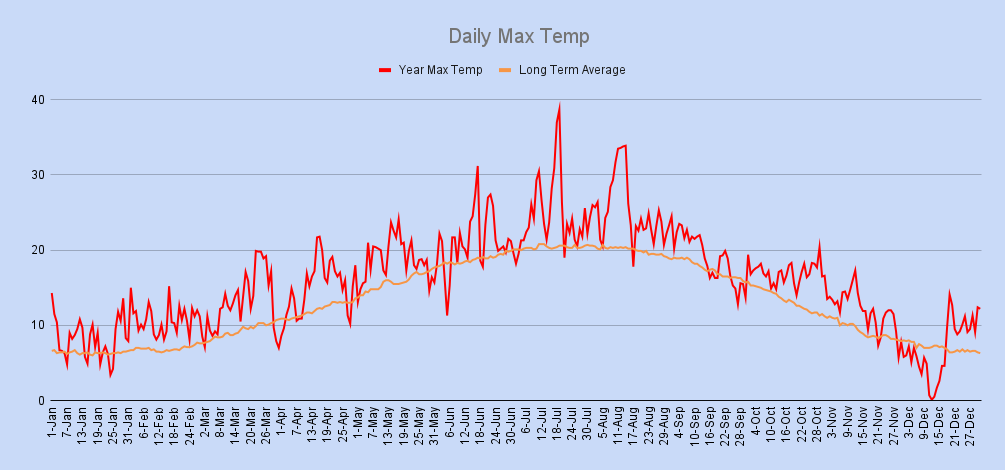 Daily Max Temp
Year Max Temp
Long Term Average
40
30
20
10
0
1-Jan
7-Jan
13-Jan
19-Jan
25-Jan
31-Jan
6-Feb
12-Feb
18-Feb
24-Feb
2-Mar
8-Mar
14-Mar
20-Mar
26-Mar
1-Apr
7-Apr
13-Apr
19-Apr
25-Apr
1-May
7-May
13-May
19-May
25-May
31-May
6-Jun
12-Jun
18-Jun
24-Jun
30-Jun
6-Jul
12-Jul
18-Jul
24-Jul
30-Jul
5-Aug
11-Aug
17-Aug
23-Aug
29-Aug
4-Sep
10-Sep
16-Sep
22-Sep
28-Sep
4-Oct
10-Oct
16-Oct
22-Oct
28-Oct
3-Nov
9-Nov
15-Nov
21-Nov
27-Nov
3-Dec
9-Dec
15-Dec
21-Dec
27-Dec